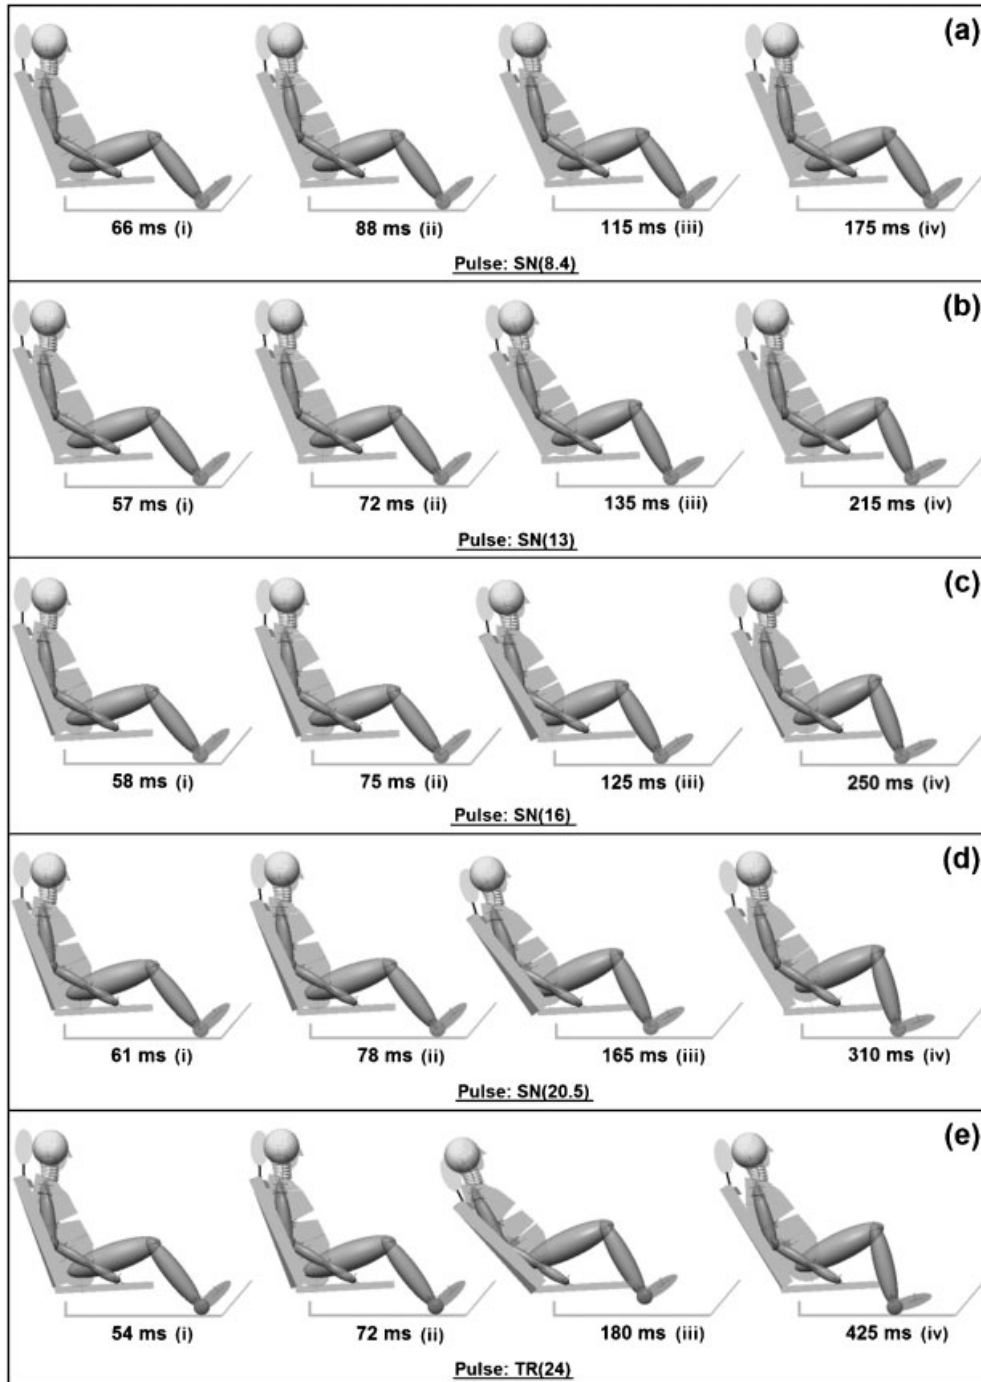 (a)
66 ms (i) 88 ms (ii) 115 ms (iii) 175 ms (iv)
Pulse: SN(8.4)
(b)
57 ms (i) 72 ms (ii) 135 ms (iii) 215 ms (iv)
Pulse: SN(13)
(c)
58 ms (i) 75 ms (ii) 125 ms (iii) 250 ms (iv)
Pulse: SN(16)
(d)
61 ms (i) 78 ms (ii) 165 ms (iii) 310 ms (iv)
Pulse: SN(20.5)
(e)
54 ms (i) 72 ms (ii) 180 ms (iii) 425 ms (iv)
Pulse: TR(24)